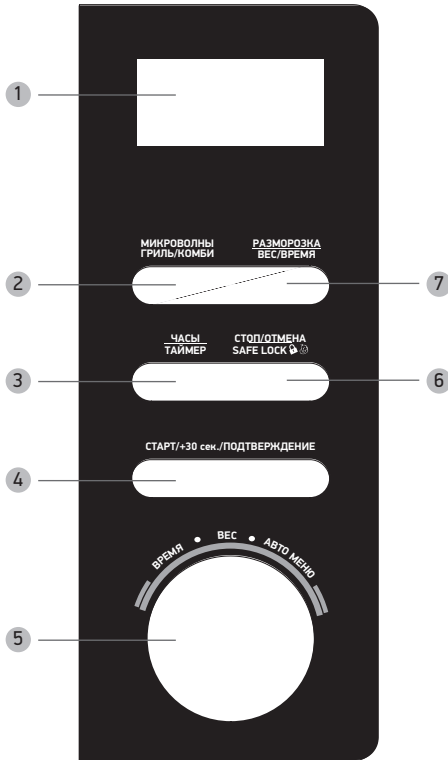 1
МИКРОВОЛНЫ
ГРИЛЬ/КОМБИ
РАЗМОРОЗКА
ВЕС/ВРЕМЯ
2
7
ЧАСЫ
ТАЙМЕР
СТОП/ОТМЕНА
SAFE LOCK
3
6
СТАРТ/+30 сек./ПОДТВЕРЖДЕНИЕ
4
ВРЕМЯ • ВЕС • АВТО МЕНЮ
5